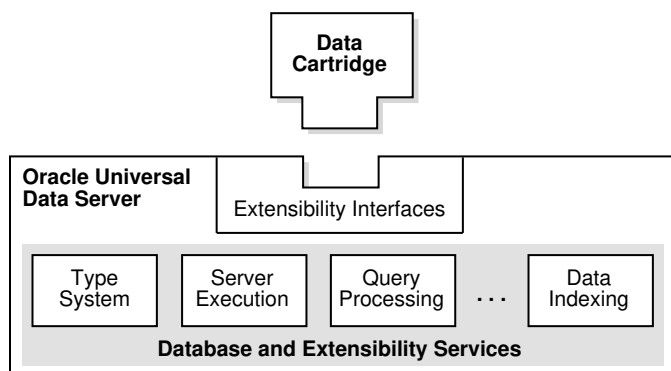 Data
Cartridge
Oracle Universal
Data Server
Extensibility Interfaces
Type
System
Server
Execution
Query
Processing
. . .
Data
Indexing
Database and Extensibility Services